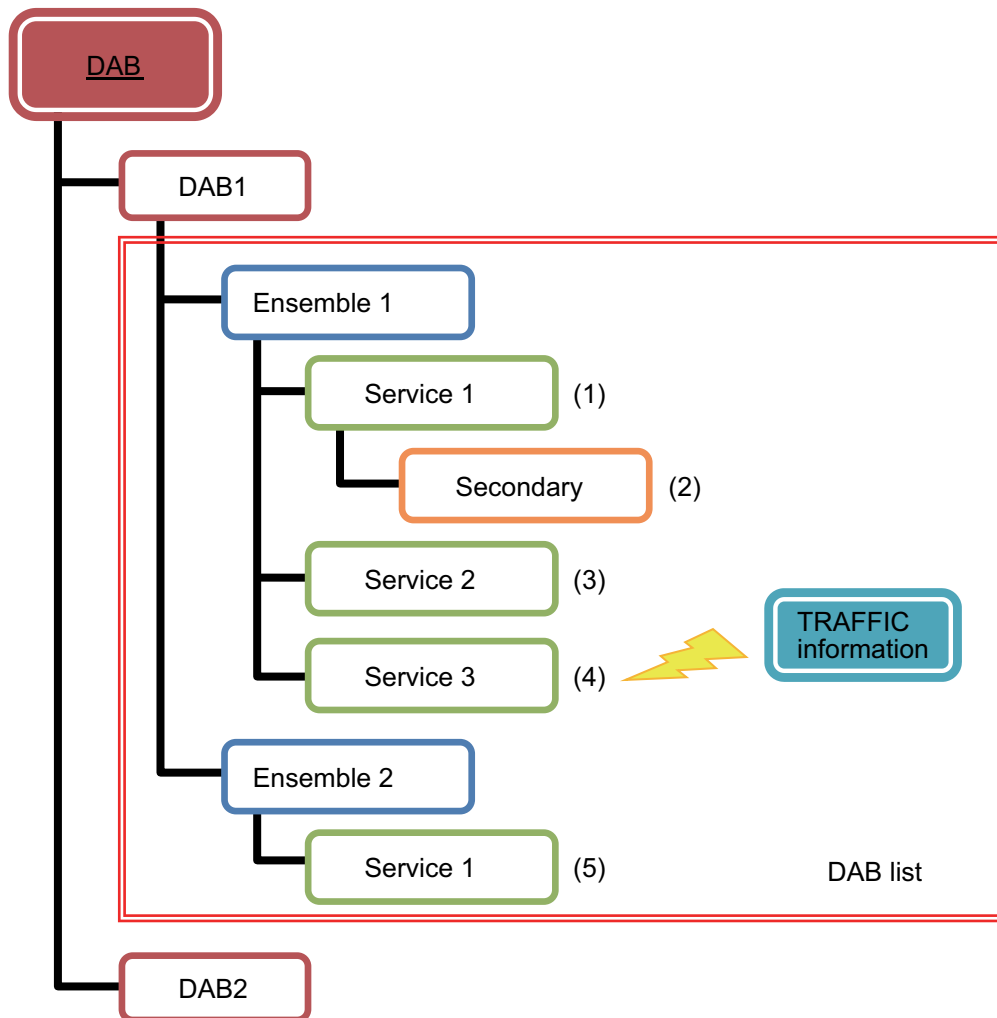 DAB
DAB1
Ensemble 1
Service 1 (1)
Secondary (2)
Service 2 (3)
TRAFFIC
information
Service 3 (4)
Ensemble 2
Service 1 (5)
DAB list
DAB2